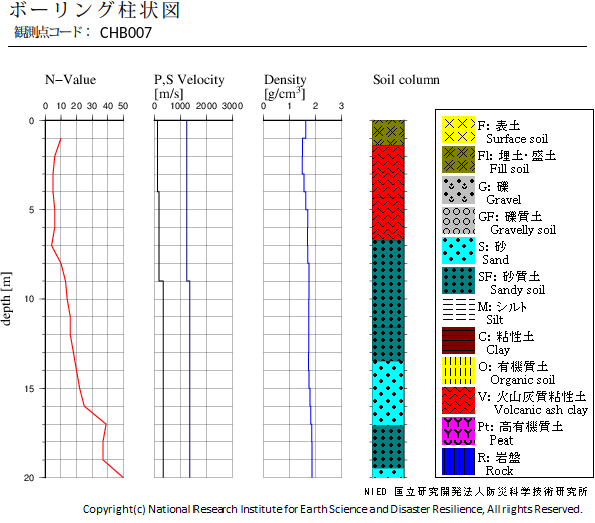 ボーリング柱状図
観測点コード： CHB007
N−Value
P,S Velocity
[m/s]
Density
[g/cm³]
Soil column
0 10 20 30 40 50
0 1000 2000 3000
0 1 2 3
0
5
10
15
20
depth [m]
F: 表土
Surface soil
Fl: 埋土・盛土
Fill soil
G: 礫
Gravel
GF: 礫質土
Gravelly soil
S: 砂
Sand
SF: 砂質土
Sandy soil
M: シルト
Silt
C: 粘性土
Clay
O: 有機質土
Organic soil
V: 火山灰質粘性土
Volcanic ash clay
Pt: 高有機質土
Peat
R: 岩盤
Rock
NIED 国立研究開発法人防災科学技術研究所
Copyright(c) National Research Institute for Earth Science and Disaster Resilience, All rights Reserved.